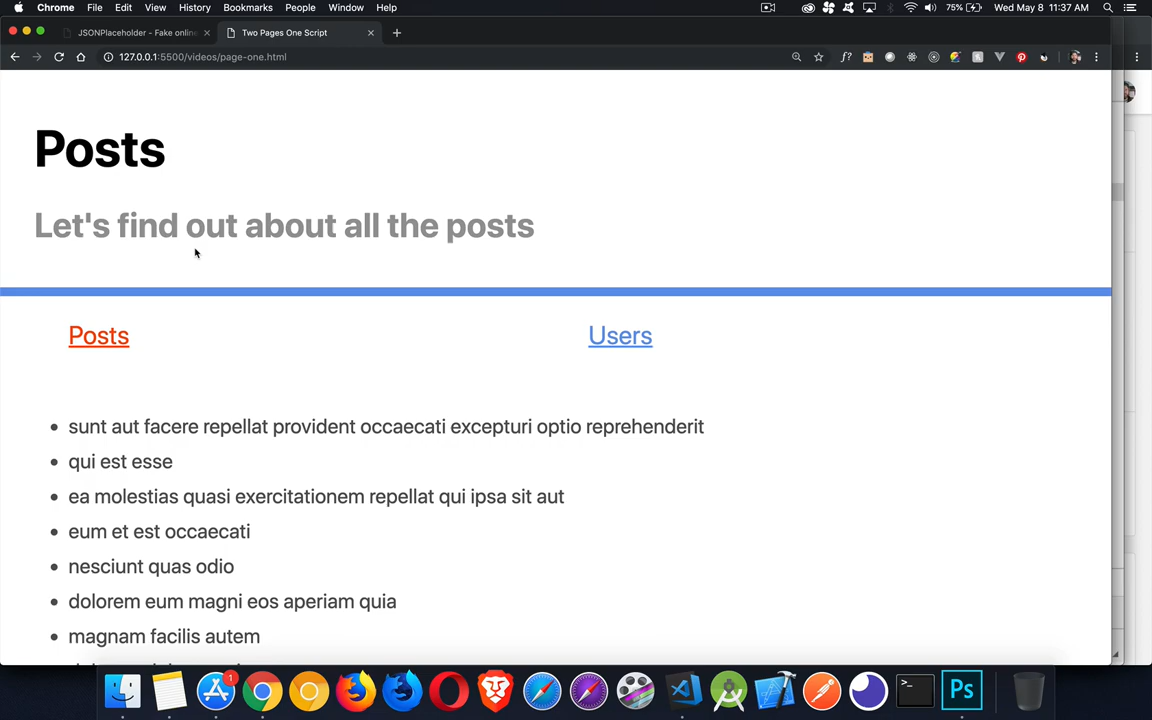 Chrome File Edit View History Bookmarks People Window Help 75% Wed May 8 11:37 AM
JSONPlaceholder - Fake online Two Pages One Script
127.0.0.1:5500/videos/page-one.html f?
Posts
Let's find out about all the posts
Posts Users
sunt aut facere repellat provident occaecati excepturi optio reprehenderit
qui est esse
ea molestias quasi exercitationem repellat qui ipsa sit aut
eum et est occaecati
nesciunt quas odio
dolorem eum magni eos aperiam quia
magnam facilis autem
1
>_ Ps